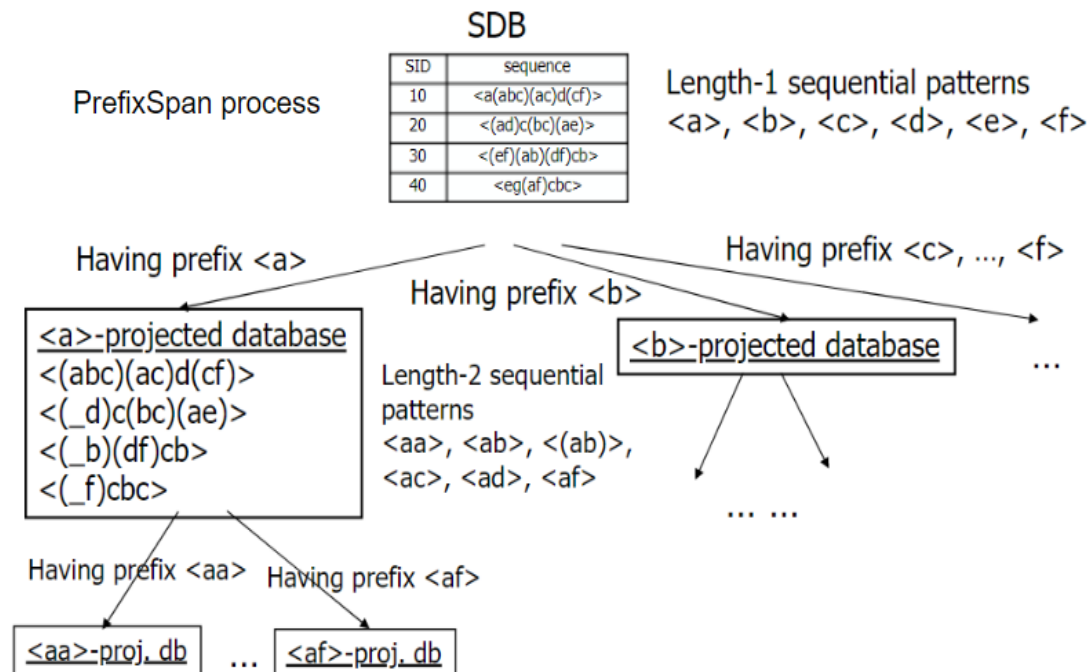 SDB
PrefixSpan process
SID sequence
10 <a(abc)(ac)d(cf)>
20 <(ad)c(bc)(ae)>
30 <(ef)(ab)(df)cb>
40 <eg(af)cbc>
Length-1 sequential patterns
<a>, <b>, <c>, <d>, <e>, <f>
Having prefix <a>
Having prefix <b>
Having prefix <c>, ..., <f>
<a>-projected database
<(abc)(ac)d(cf)>
<(_d)c(bc)(ae)>
<(_b)(df)cb>
<(_f)cbc>
Length-2 sequential
patterns
<aa>, <ab>, <(ab)>,
<ac>, <ad>, <af>
<b>-projected database
...
... ...
Having prefix <aa>
Having prefix <af>
<aa>-proj. db
...
<af>-proj. db